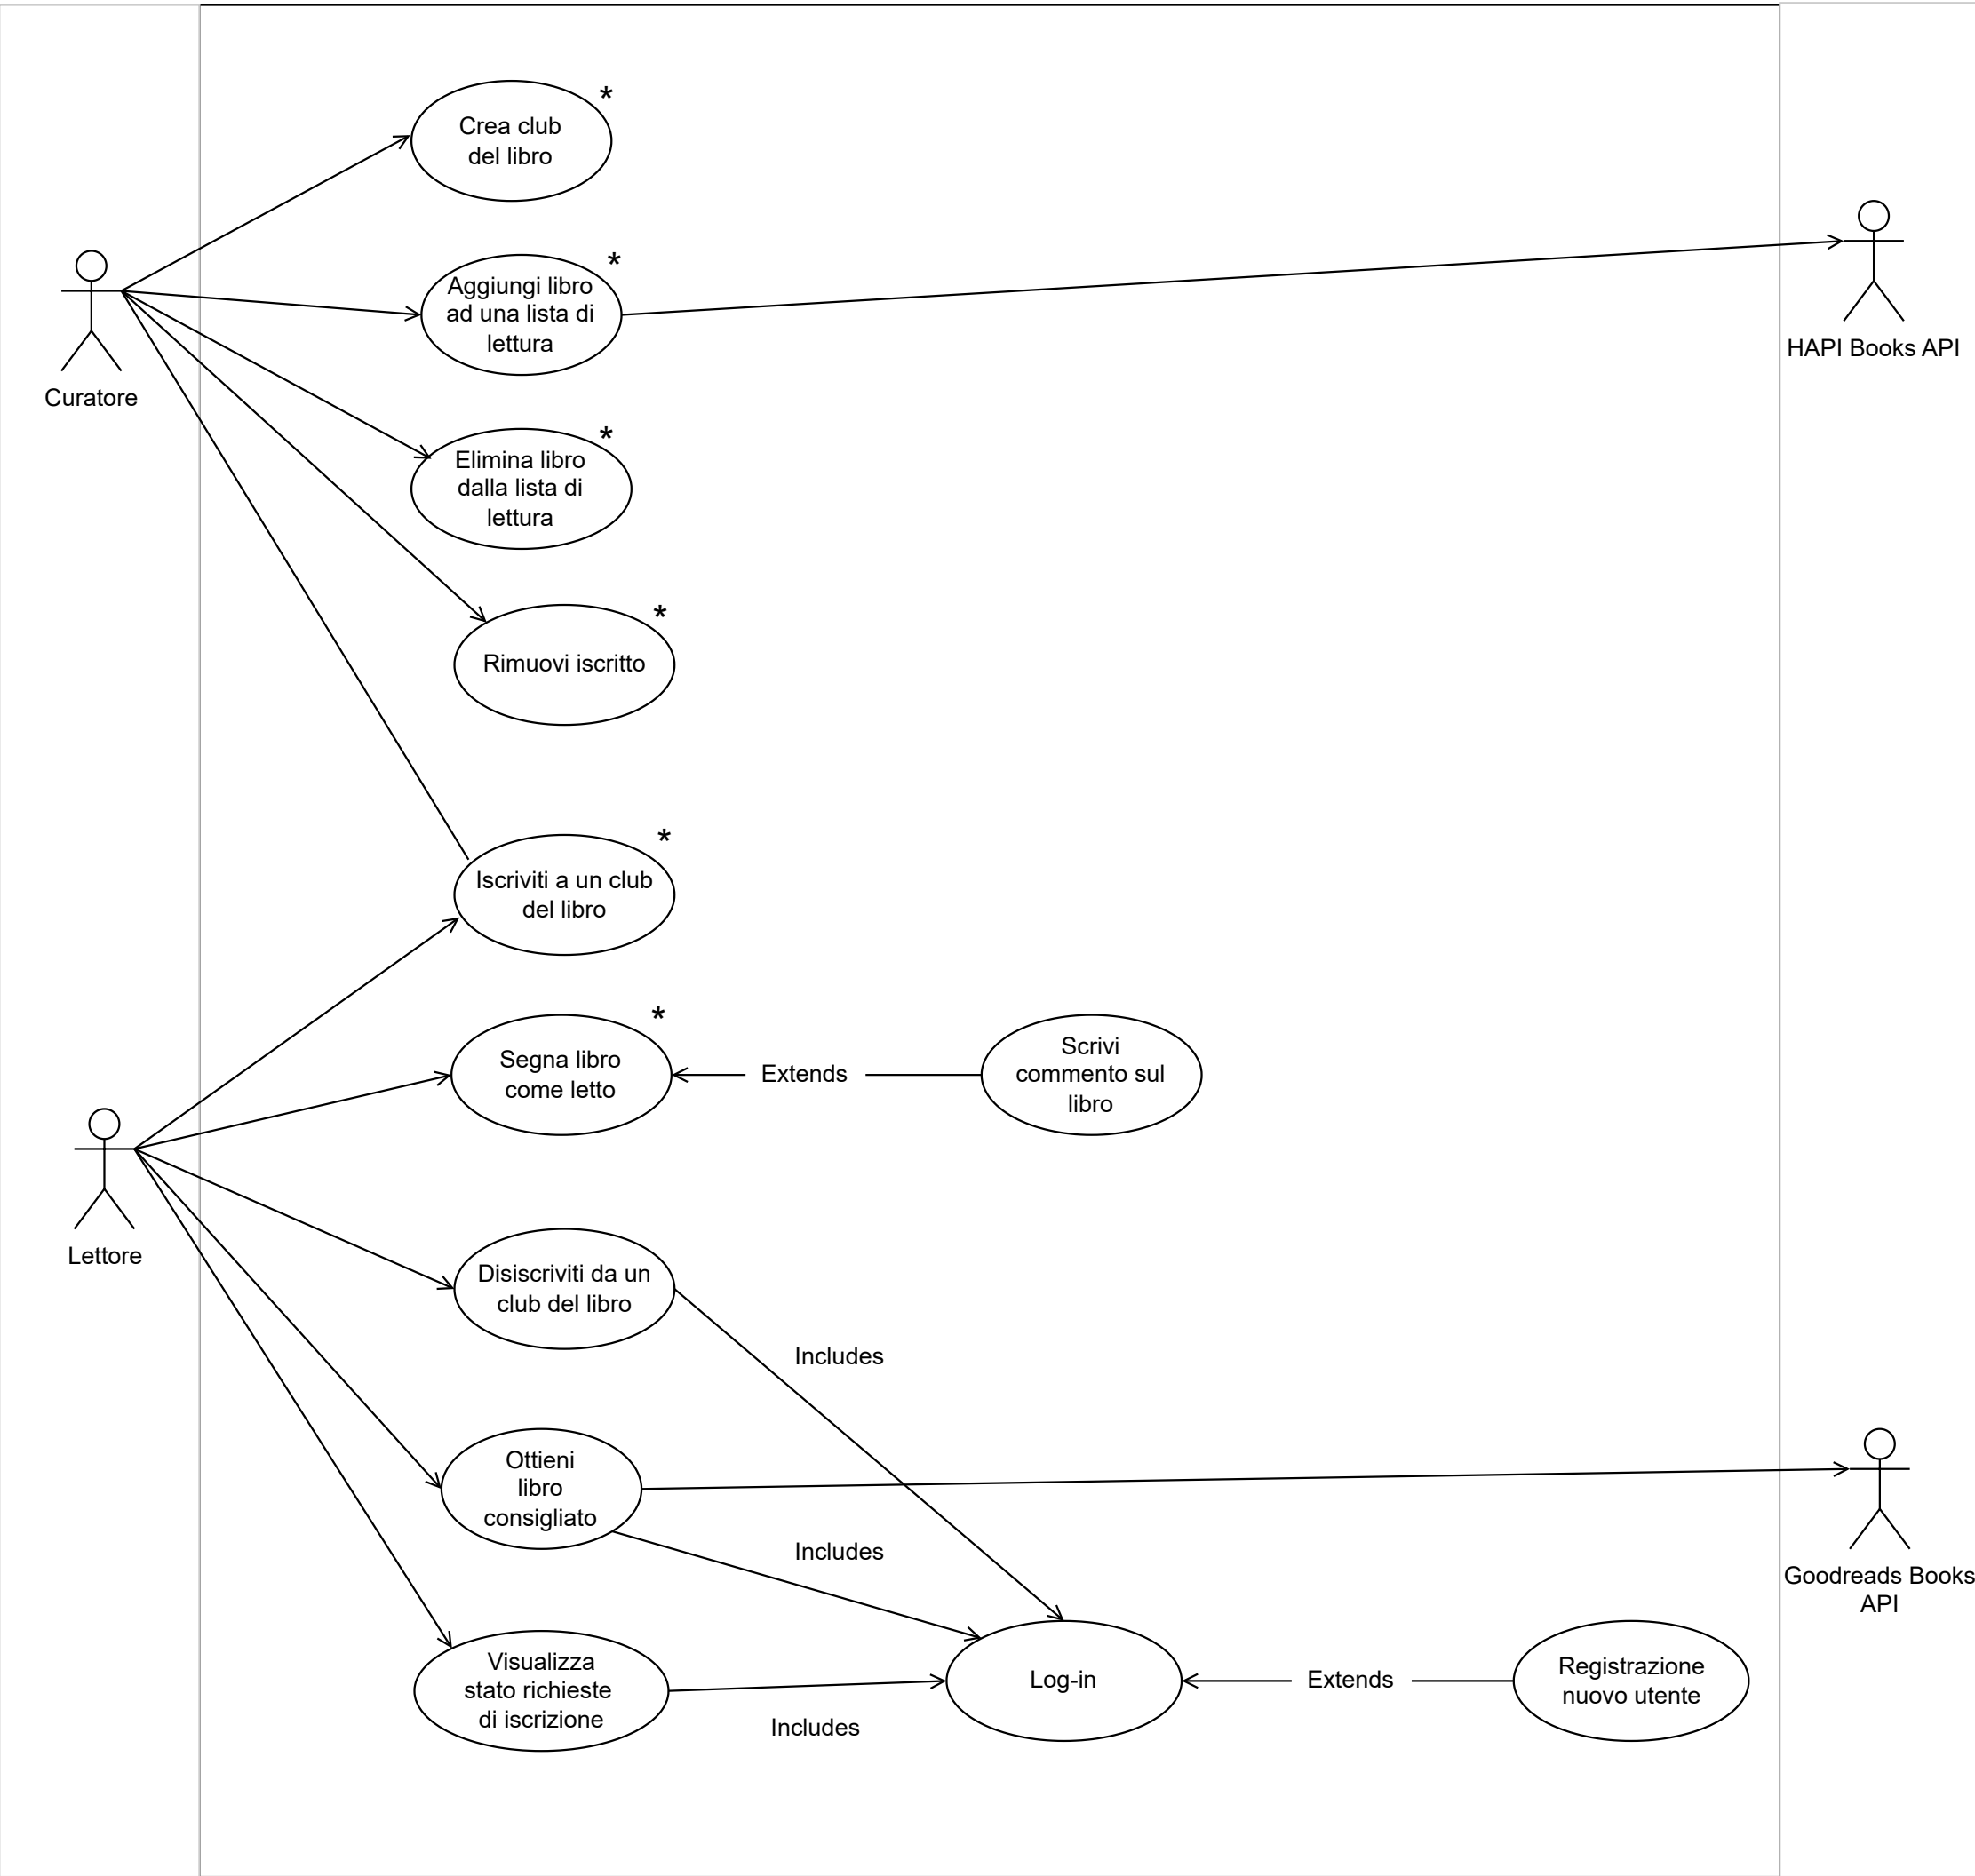 *
Crea club
del libro
*
Aggiungi libro
ad una lista di
lettura
HAPI Books API
Curatore
*
Elimina libro
dalla lista di
lettura
*
Rimuovi iscritto
*
Iscriviti a un club
del libro
*
Segna libro
come letto
Extends
Scrivi
commento sul
libro
Lettore
Disiscriviti da un
club del libro
Includes
Ottieni
libro
consigliato
Includes
Goodreads Books
API
Visualizza
stato richieste
di iscrizione
Includes
Log-in
Extends
Registrazione
nuovo utente